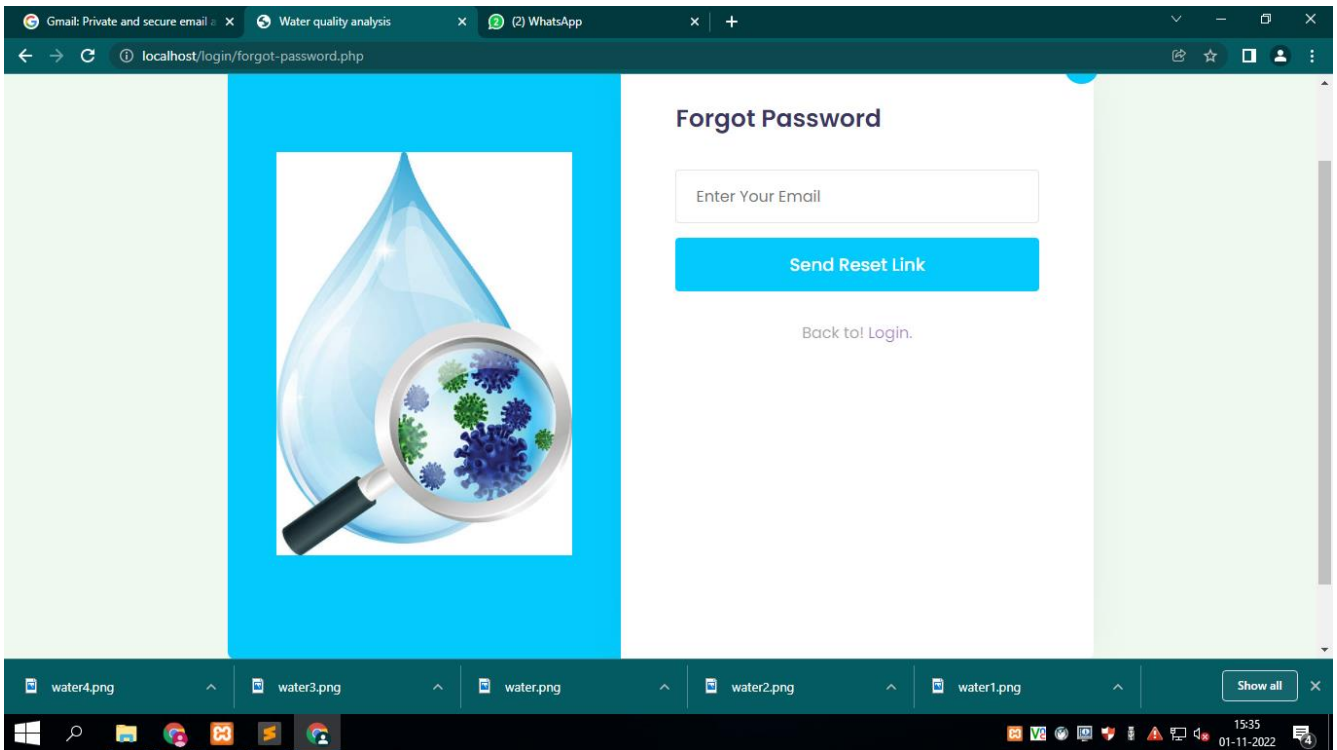 Gmail: Private and secure email a
Water quality analysis
2 (2) WhatsApp
localhost/login/forgot-password.php
Forgot Password
Enter Your Email
Send Reset Link
Back to! Login.
water4.png
water3.png
water.png
water2.png
water1.png
Show all
15:35
01-11-2022
4